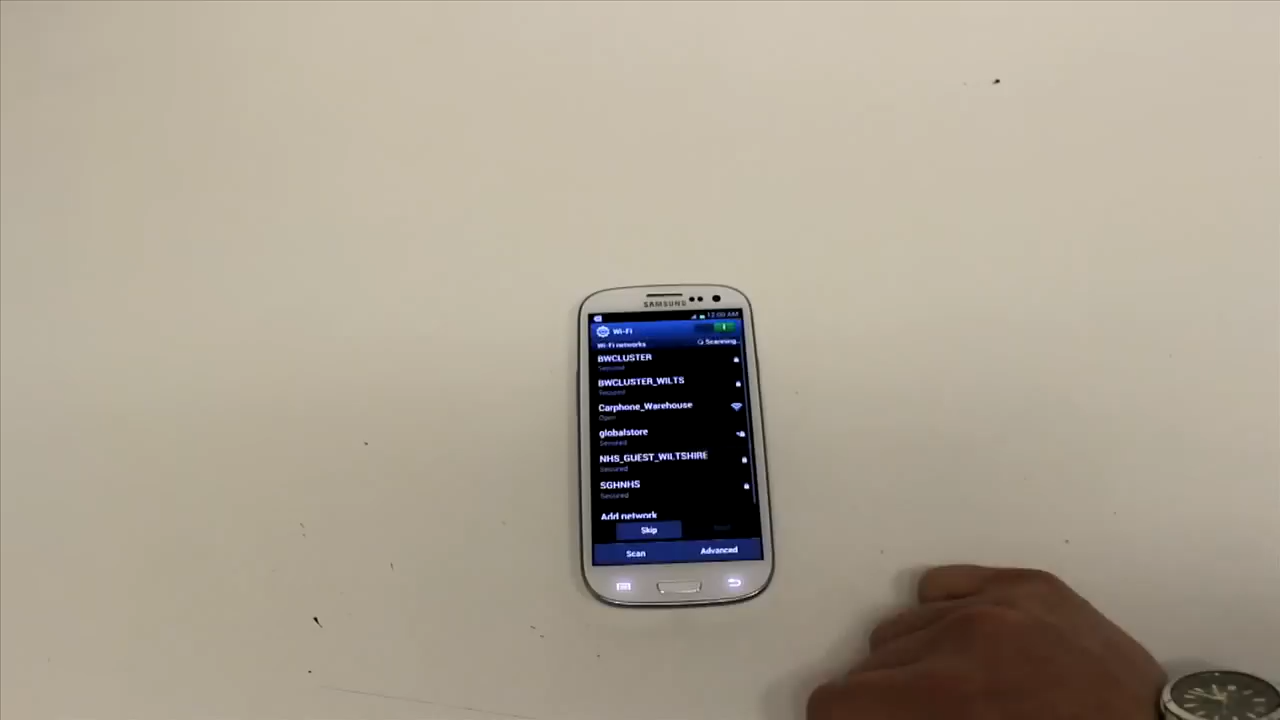 SAMSUNG
12:00 AM
Wi-Fi
Wi-Fi networks
Scanning..
BWCLUSTER
Secured
BWCLUSTER_WILTS
Secured
Carphone_Warehouse
Open
globalstore
Secured
NHS_GUEST_WILTSHIRE
Secured
SGHNHS
Secured
Add network
Skip
Scan
Advanced